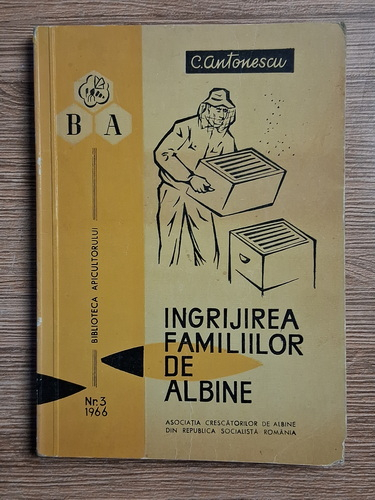 C. Antonescu
B A
BIBLIOTECA APICULTORULUI
INGRIJIREA
FAMILIILOR
DE
ALBINE
Nr. 3
1966
ASOCIAȚIA CRESCĂTORILOR DE ALBINE
DIN REPUBLICA SOCIALISTĂ ROMÂNIA